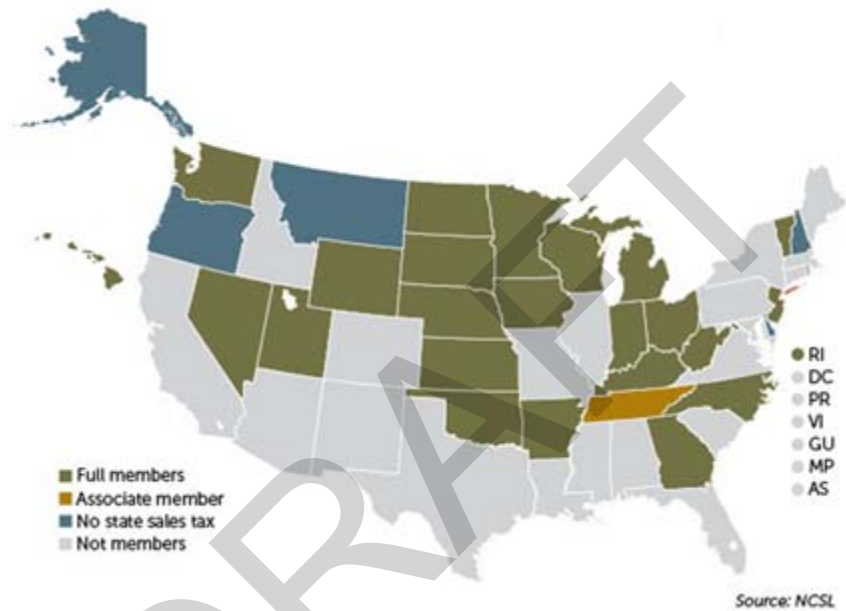 RI
DC
PR
VI
GU
MP
AS
Full members
Associate member
No state sales tax
Not members
DRAFT
Source: NCSL